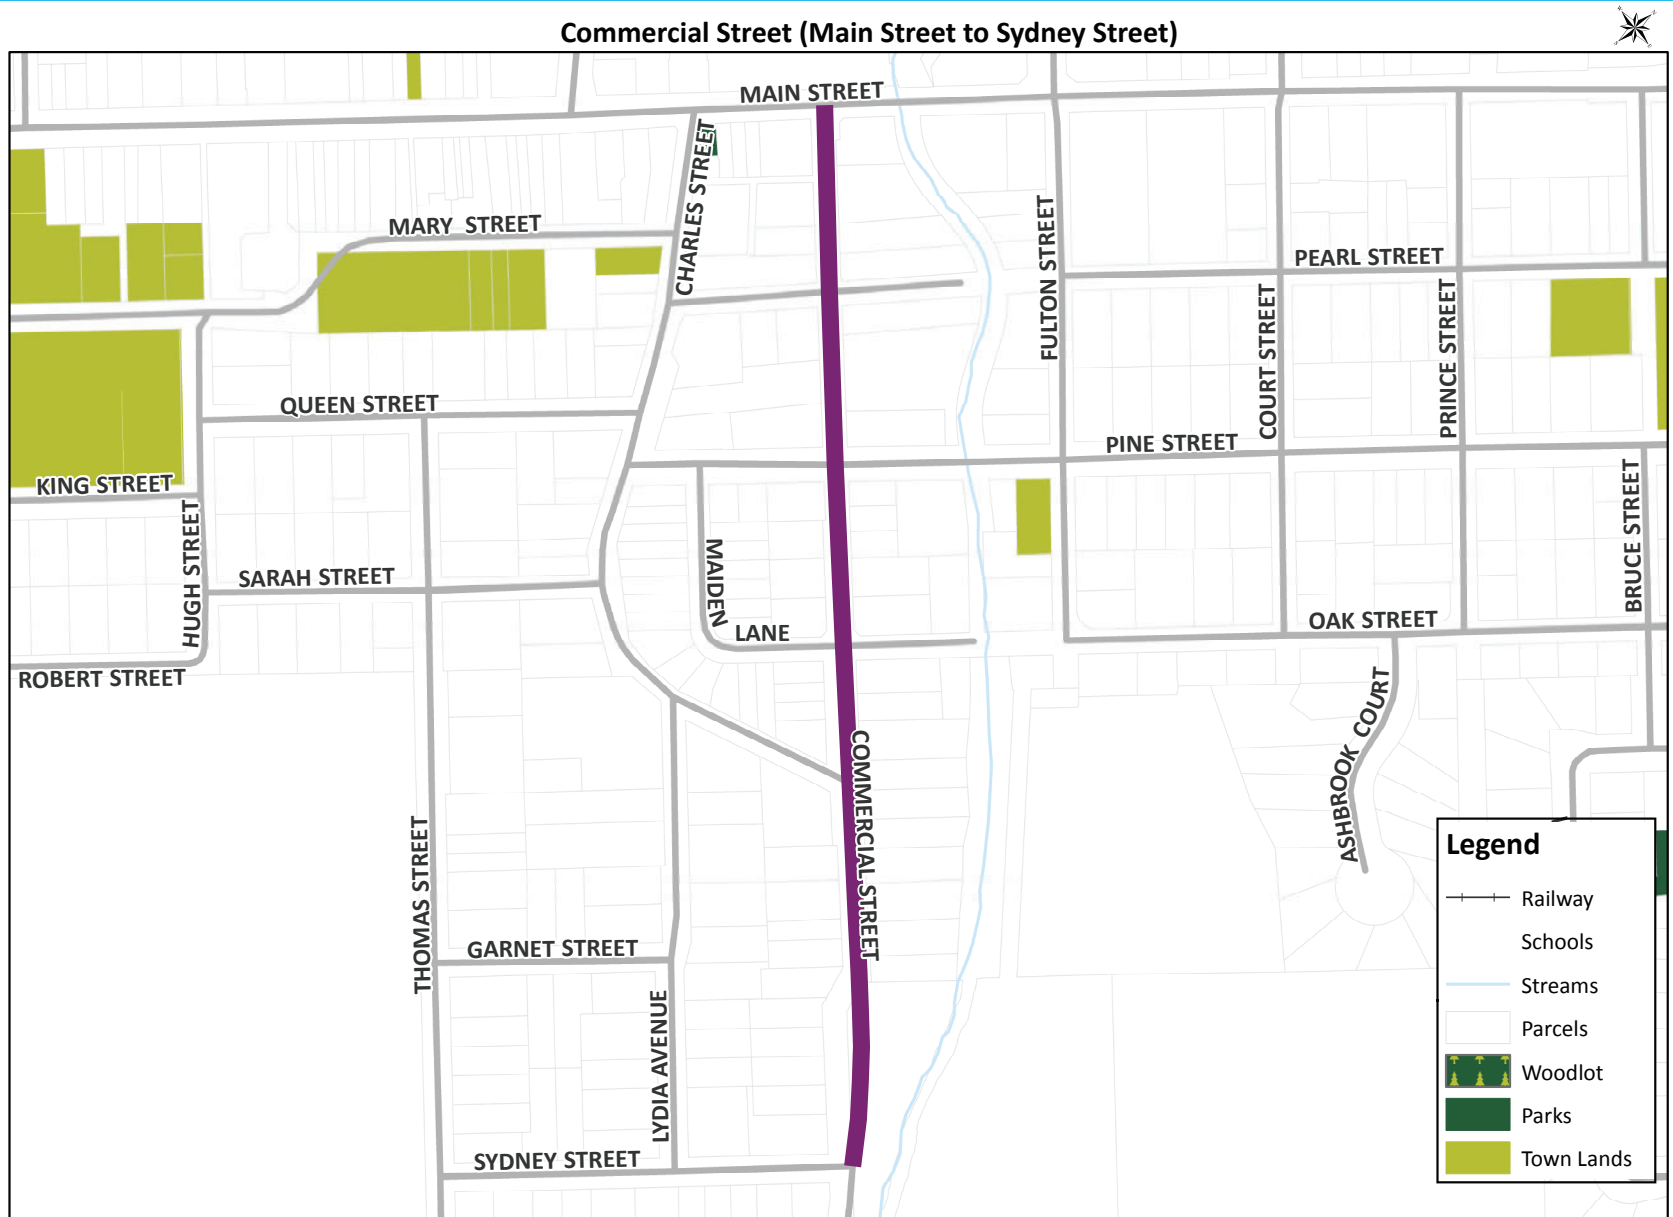 Commercial Street (Main Street to Sydney Street)
MAIN STREET
CHARLES STREET
MARY STREET
FULTON STREET
PEARL STREET
COURT STREET
PRINCE STREET
QUEEN STREET
PINE STREET
KING STREET
HUGH STREET
BRUCE STREET
SARAH STREET
MAIDEN
LANE
OAK STREET
ROBERT STREET
ASHBROOK COURT
COMMERCIAL STREET
THOMAS STREET
GARNET STREET
LYDIA AVENUE
SYDNEY STREET
Legend
Railway
Schools
Streams
Parcels
Woodlot
Parks
Town Lands